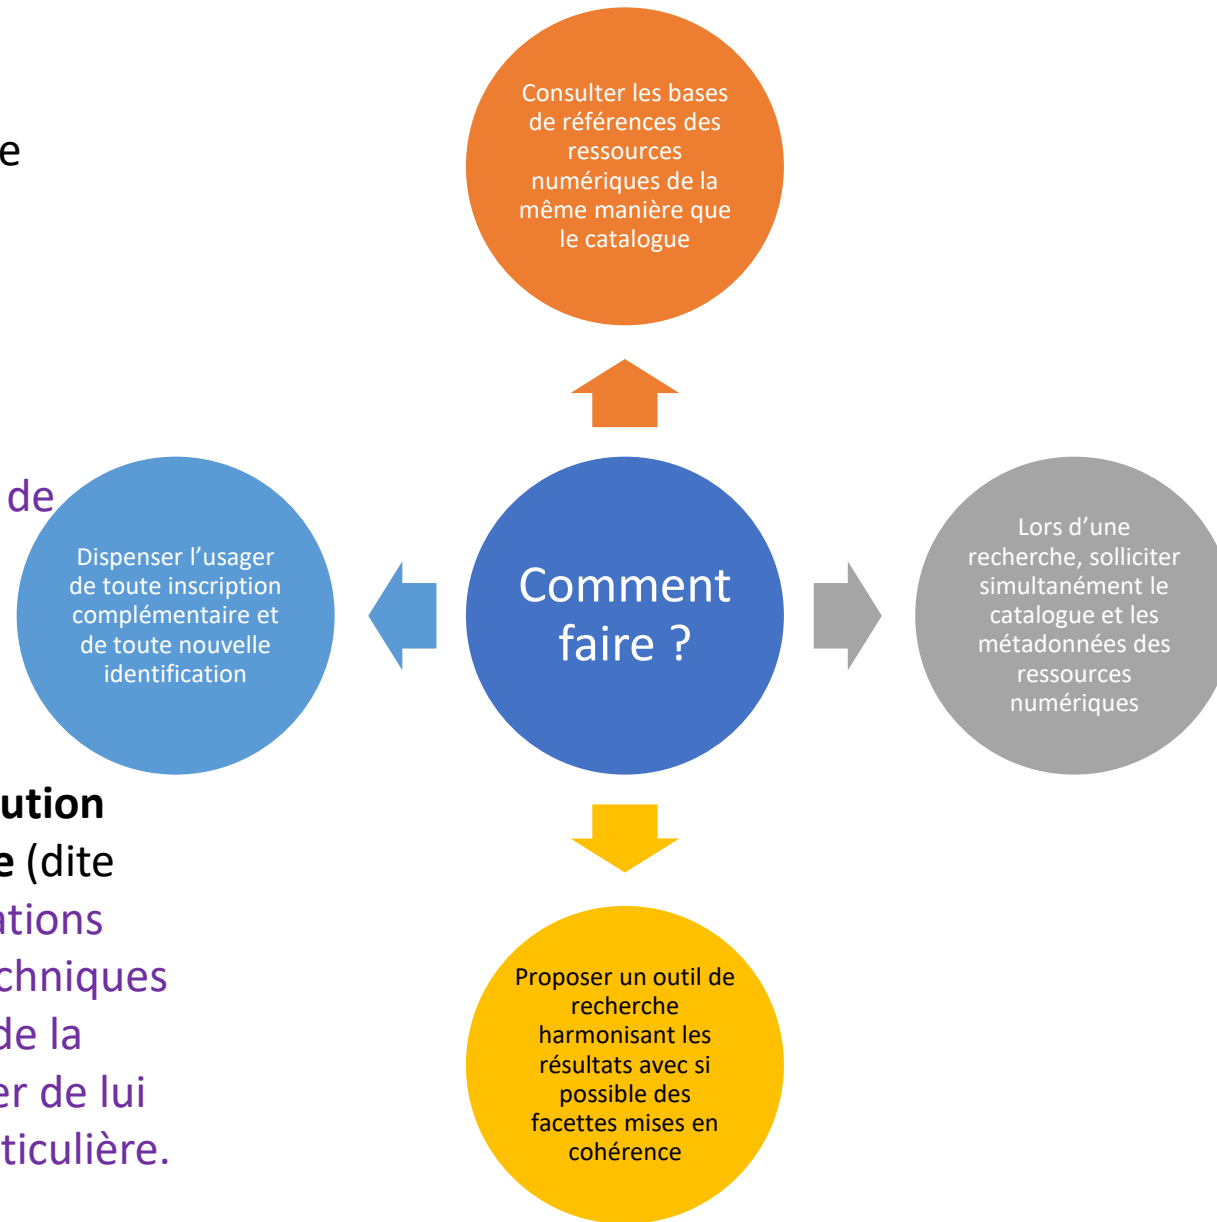 e
de
ution
e (dite
ations
chniques
de la
er de lui
ticulière.
Consulter les bases
de références des
ressources
numériques de la
même manière que
le catalogue
Dispenser l’usager
de toute inscription
complémentaire et
de toute nouvelle
identification
Comment
faire ?
Lors d’une
recherche, solliciter
simultanément le
catalogue et les
métadonnées des
ressources
numériques
Proposer un outil de
recherche
harmonisant les
résultats avec si
possible des
facettes mises en
cohérence